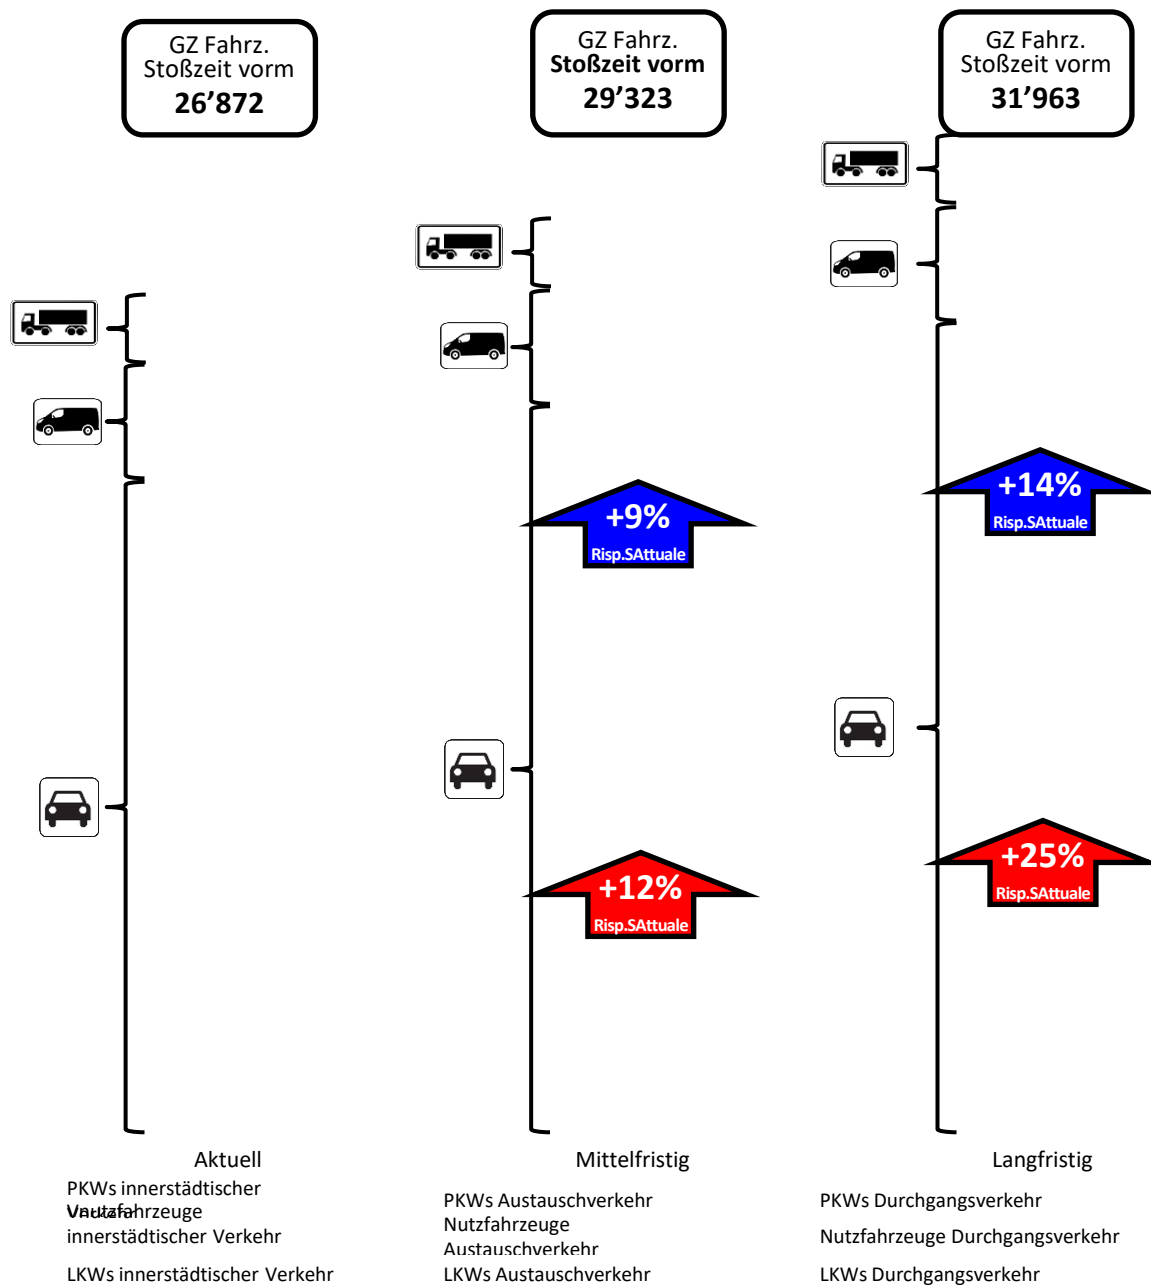 GZ Fahrz.
Stoßzeit vorm
26’872
GZ Fahrz.
Stoßzeit vorm
29’323
GZ Fahrz.
Stoßzeit vorm
31’963
+9%
Risp.SAttuale
+14%
Risp.SAttuale
+12%
Risp.SAttuale
+25%
Risp.SAttuale
Aktuell
Mittelfristig
Langfristig
PKWs innerstädtischer
innerstädtischer Verkehr
LKWs innerstädtischer Verkehr
PKWs Austauschverkehr
Nutzfahrzeuge
Austauschverkehr
LKWs Austauschverkehr
PKWs Durchgangsverkehr
Nutzfahrzeuge Durchgangsverkehr
LKWs Durchgangsverkehr